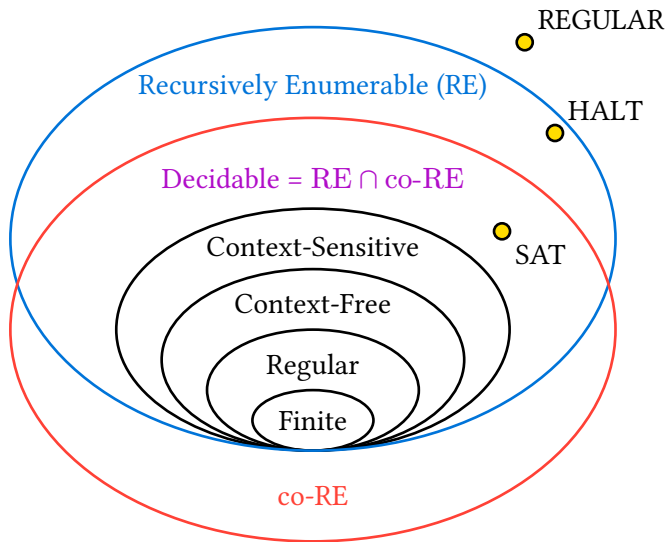 REGULAR
Recursively Enumerable (RE)
HALT
Decidable = RE ∩ co-RE
Context-Sensitive
SAT
Context-Free
Regular
Finite
co-RE